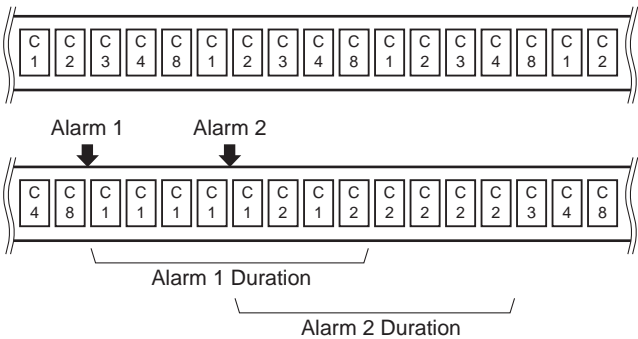 C 1 C 2 C 3 C 4 C 8 C 1 C 2 C 3 C 4 C 8 C 1 C 2 C 3 C 4 C 8 C 1 C 2
Alarm 1 Alarm 2
C 4 C 8 C 1 C 1 C 1 C 1 C 1 C 2 C 1 C 2 C 2 C 2 C 2 C 2 C 3 C 4 C 8
Alarm 1 Duration
Alarm 2 Duration